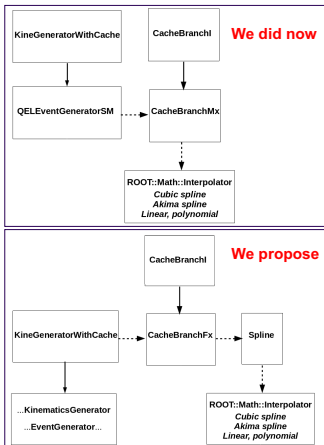 We did now
KineGeneratorWithCache
CacheBranchI
QELEventGeneratorSM
CacheBranchMx
ROOT::Math::Interpolator
Cubic spline
Akima spline
Linear, polynomial
We propose
CacheBranchI
KineGeneratorWithCache
CacheBranchFx
Spline
...KinematicsGenerator
...EventGenerator...
ROOT::Math::Interpolator
Cubic spline
Akima spline
Linear, polynomial